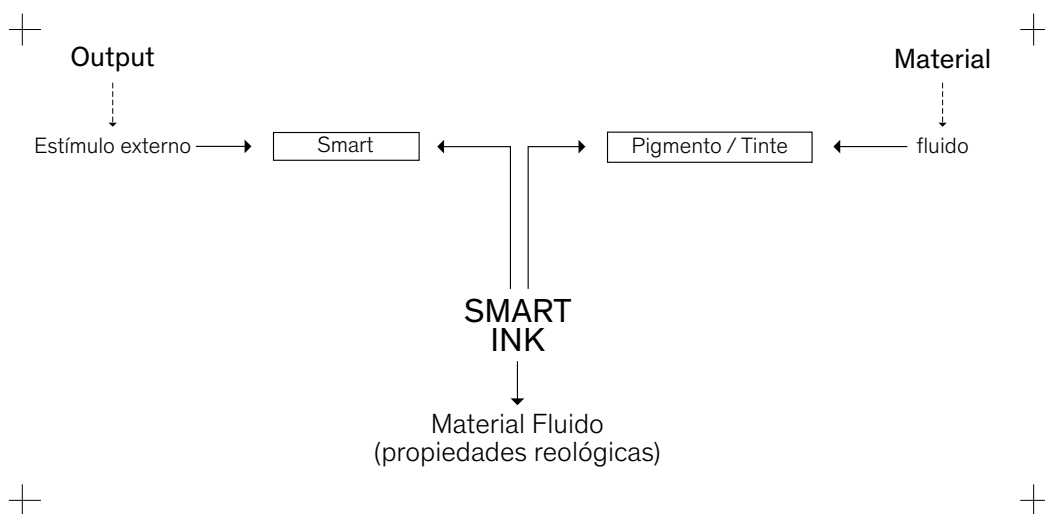 Output
Material
Estímulo externo
Smart
Pigmento / Tinte
fluido
SMART
INK
Material Fluido
(propiedades reológicas)